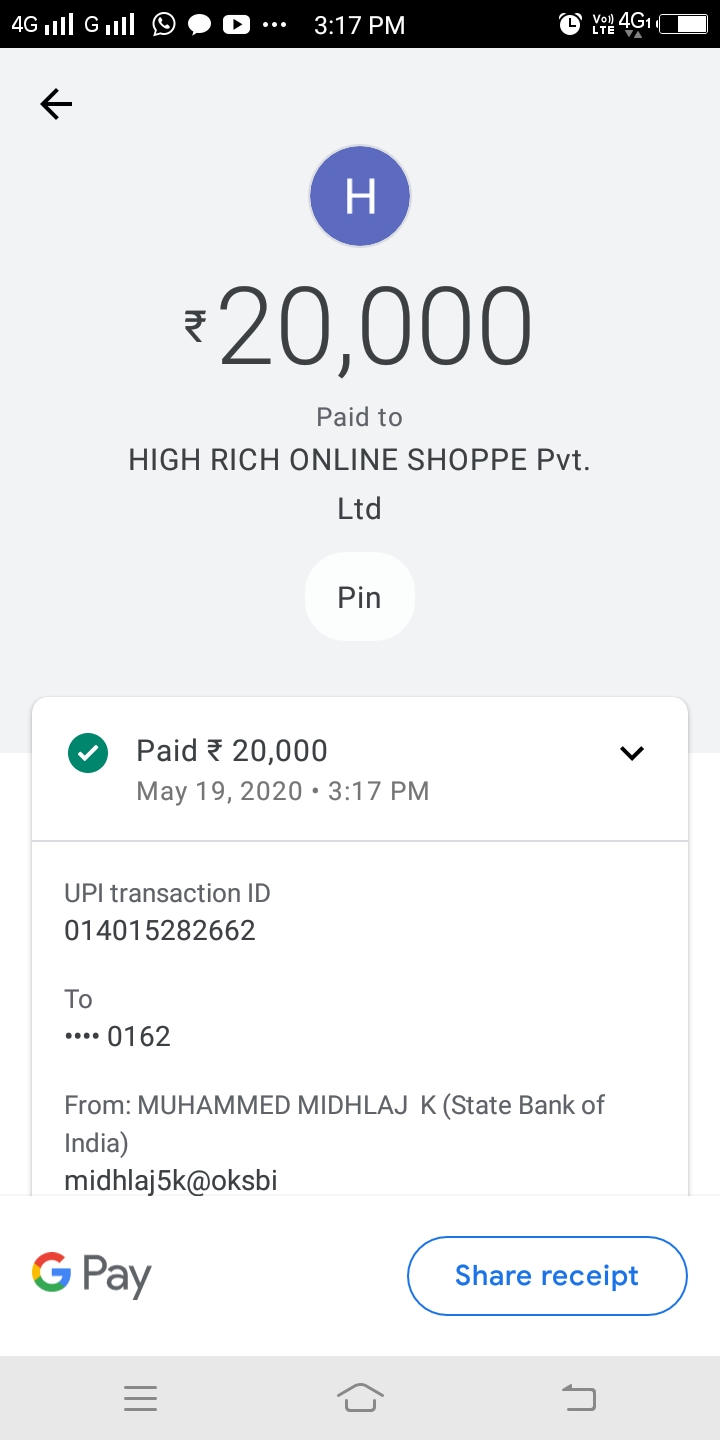 4G G ••• 3:17 PM Vo)) LTE 4G1
H
₹20,000
Paid to
HIGH RICH ONLINE SHOPPE Pvt.
Ltd
Pin
Paid ₹ 20,000
May 19, 2020 • 3:17 PM
UPI transaction ID
014015282662
To
•••• 0162
From: MUHAMMED MIDHLAJ K (State Bank of
India)
midhlaj5k@oksbi
G Pay
Share receipt